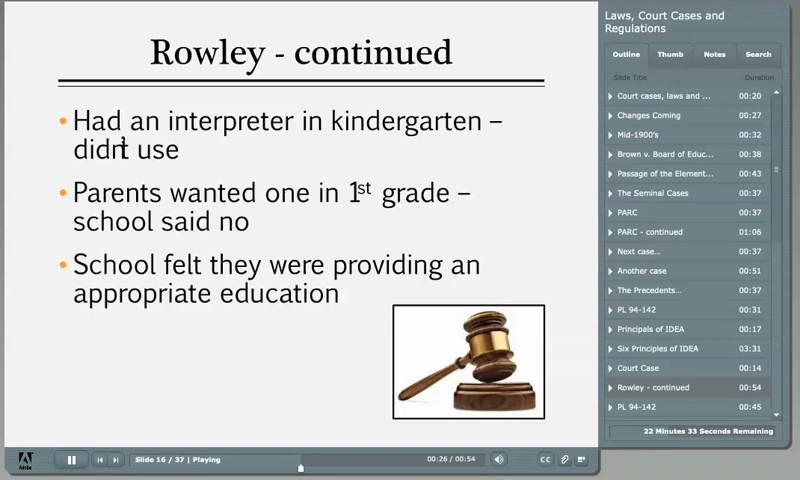 Rowley - continued
• Had an interpreter in kindergarten –
didn't use
• Parents wanted one in 1st grade –
school said no
• School felt they were providing an
appropriate education
Laws, Court Cases and
Regulations
Outline Thumb Notes Search
Slide Title Duration
Court cases, laws and ... 00:20
Changes Coming 00:27
Mid-1900's 00:32
Brown v. Board of Educ... 00:38
Passage of the Element... 00:43
The Seminal Cases 00:37
PARC 00:37
PARC - continued 01:06
Next case... 00:37
Another case 00:51
The Precedents... 00:37
PL 94-142 00:31
Principals of IDEA 00:17
Six Principles of IDEA 03:31
Court Case 00:14
Rowley - continued 00:54
PL 94-142 00:45
22 Minutes 33 Seconds Remaining
Adobe Slide 16 / 37 | Playing 00:26 / 00:54 CC